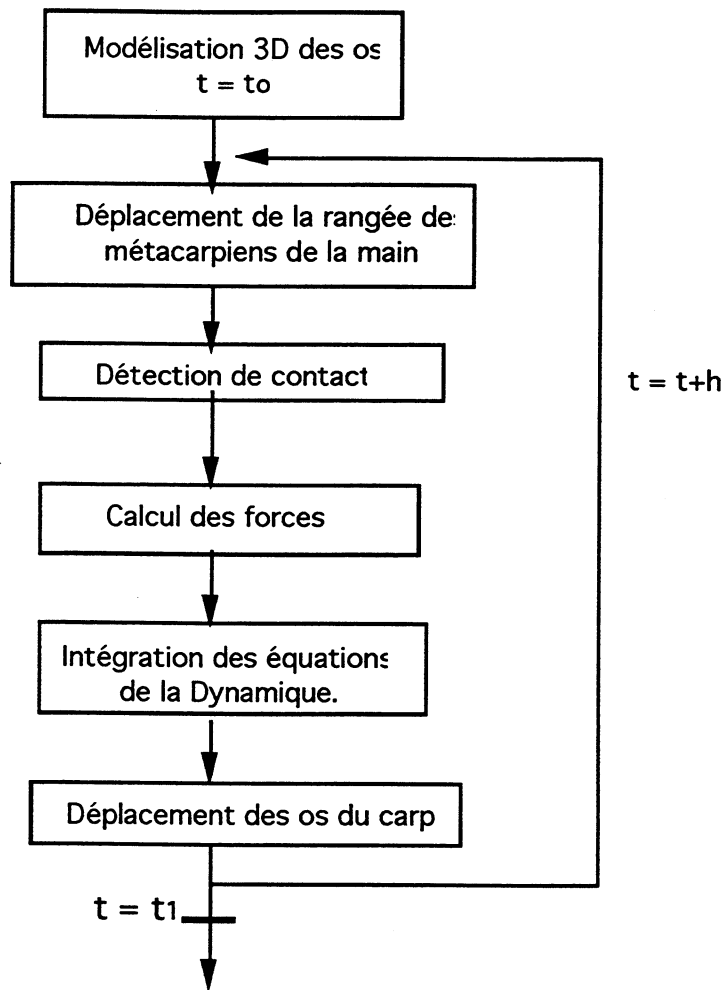 Modélisation 3D des os
t = to
Déplacement de la rangée des
métacarpiens de la main
Détection de contact
t = t+h
Calcul des forces
Intégration des équations
de la Dynamique.
Déplacement des os du carp
t = t1